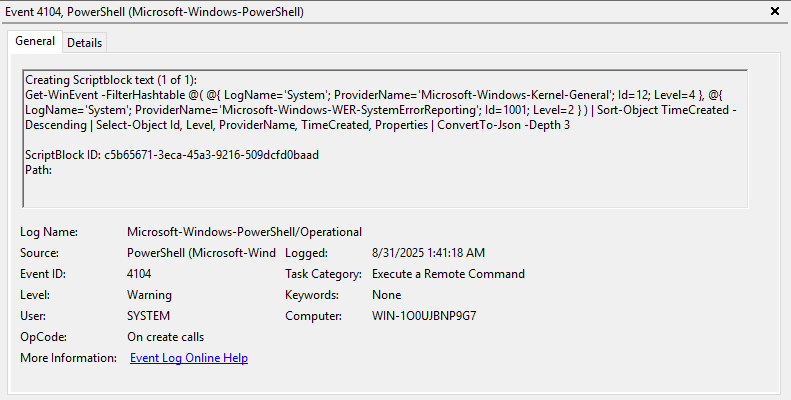 Event 4104, PowerShell (Microsoft-Windows-PowerShell)
General
Details
Creating Scriptblock text (1 of 1):
Get-WinEvent -FilterHashtable @( @{ LogName='System'; ProviderName='Microsoft-Windows-Kernel-General'; Id=12; Level=4 }, @{
LogName='System'; ProviderName='Microsoft-Windows-WER-SystemErrorReporting'; Id=1001; Level=2 } ) | Sort-Object TimeCreated -
Descending | Select-Object Id, Level, ProviderName, TimeCreated, Properties | ConvertTo-Json -Depth 3
ScriptBlock ID: c5b65671-3eca-45a3-9216-509dcfd0baad
Path:
Log Name: Microsoft-Windows-PowerShell/Operational
Source: PowerShell (Microsoft-Wind Logged: 8/31/2025 1:41:18 AM
Event ID: 4104 Task Category: Execute a Remote Command
Level: Warning Keywords: None
User: SYSTEM Computer: WIN-1O0UJBNP9G7
OpCode: On create calls
More Information: Event Log Online Help